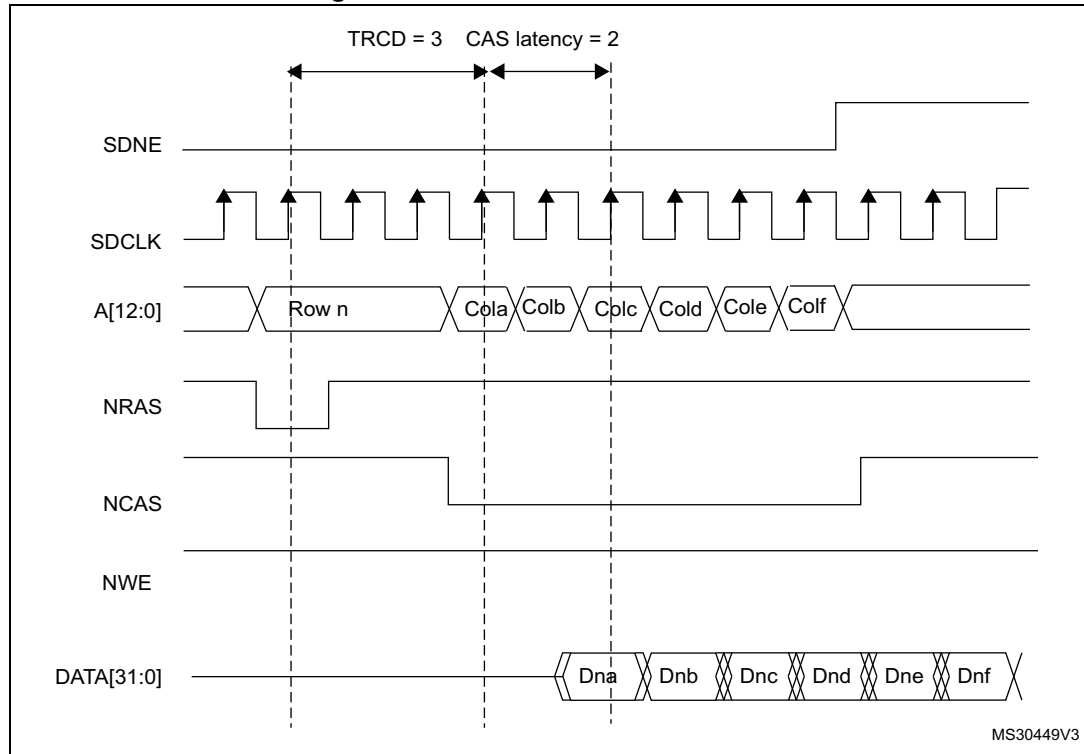 TRCD = 3 CAS latency = 2
SDNE
SDCLK
A[12:0] Row n Cola Colb Colc Cold Cole Colf
NRAS
NCAS
NWE
DATA[31:0] Dna Dnb Dnc Dnd Dne Dnf
MS30449V3